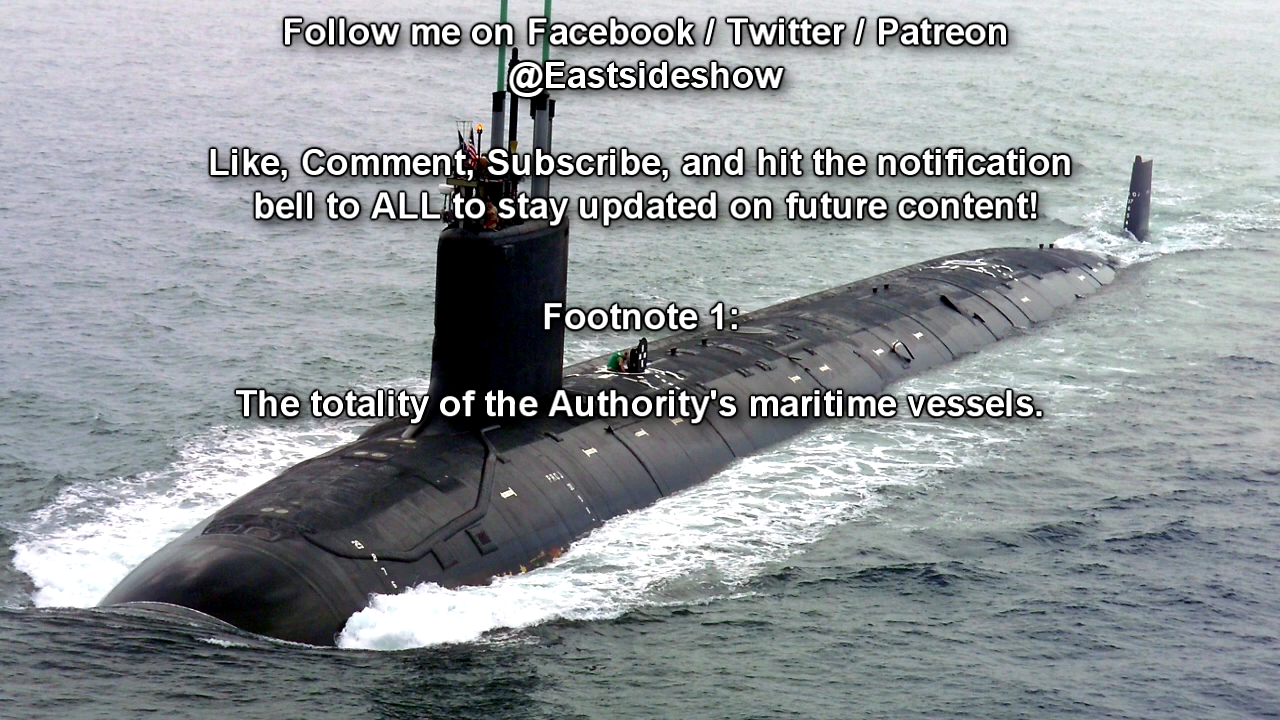 Follow me on Facebook / Twitter / Patreon
@Eastsideshow
Like, Comment, Subscribe, and hit the notification
bell to ALL to stay updated on future content!
Footnote 1:
The totality of the Authority's maritime vessels.